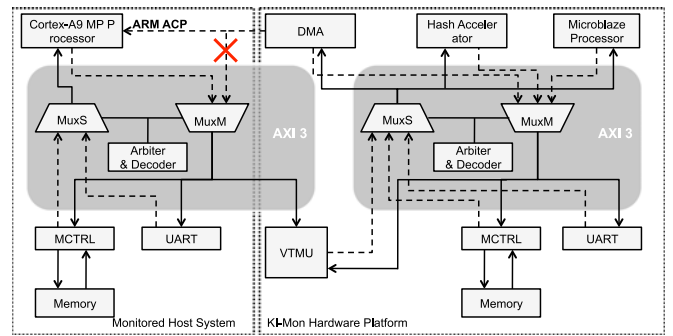 Cortex-A9 MP P
rocessor
ARM ACP
DMA
Hash Acceler
ator
Microblaze
Processor
MuxS
MuxM
AXI 3
Arbiter
& Decoder
MuxS
MuxM
AXI 3
Arbiter
& Decoder
MCTRL
UART
VTMU
MCTRL
UART
Memory
Memory
Monitored Host System
KI-Mon Hardware Platform